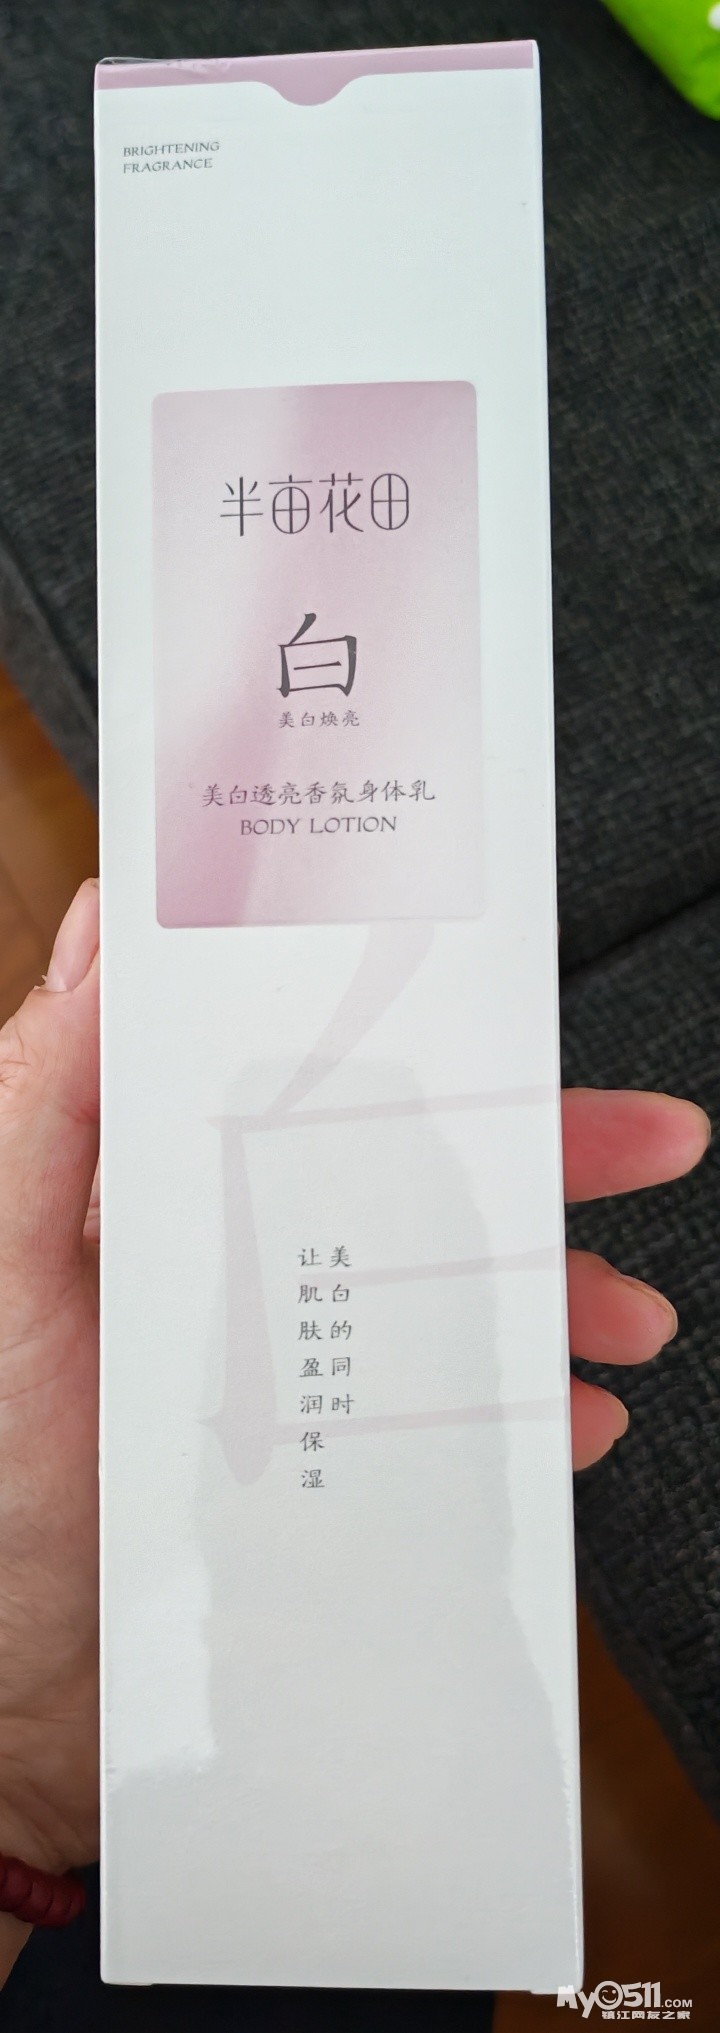 BRIGHTENING
FRAGRANCE
半亩花田
白
美白焕亮
美白透亮香氛身体乳
BODY LOTION
美白的同时
让肌肤盈润保湿
My0511.COM
镇江网友之家